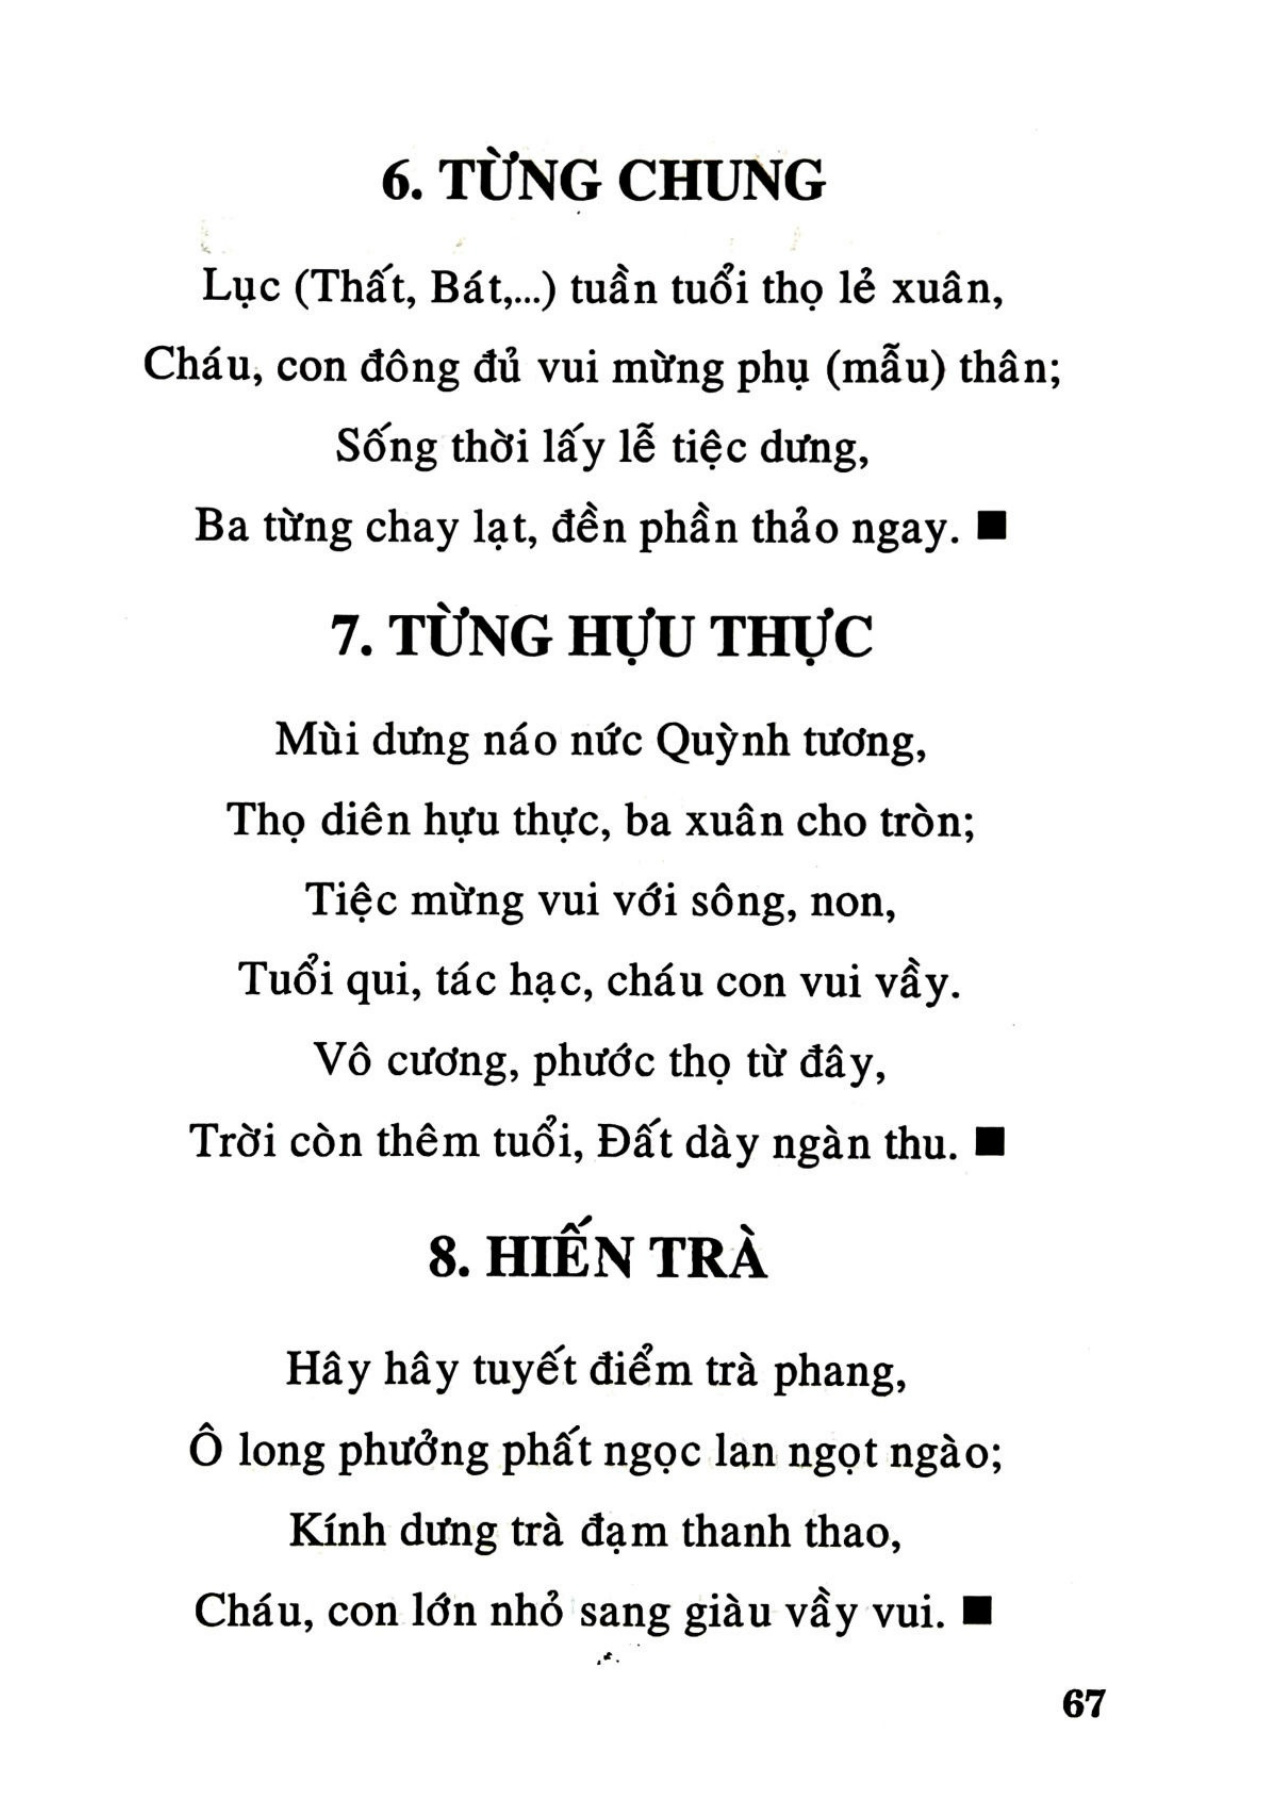 6. TỪNG CHUNG
Lục (Thất, Bát,...) tuần tuổi thọ lẻ xuân,
Cháu, con đông đủ vui mừng phụ (mẫu) thân;
Sống thời lấy lễ tiệc dưng,
Ba từng chay lạt, đền phần thảo ngay. ■
7. TỪNG HỰU THỰC
Mùi dưng náo nức Quỳnh tương,
Thọ diên hựu thực, ba xuân cho tròn;
Tiệc mừng vui với sông, non,
Tuổi qui, tác hạc, cháu con vui vầy.
Vô cương, phước thọ từ đây,
Trời còn thêm tuổi, Đất dày ngàn thu. ■
8. HIẾN TRÀ
Hây hây tuyết điểm trà phang,
Ô long phưởng phất ngọc lan ngọt ngào;
Kính dưng trà đạm thanh thao,
Cháu, con lớn nhỏ sang giàu vầy vui. ■
67